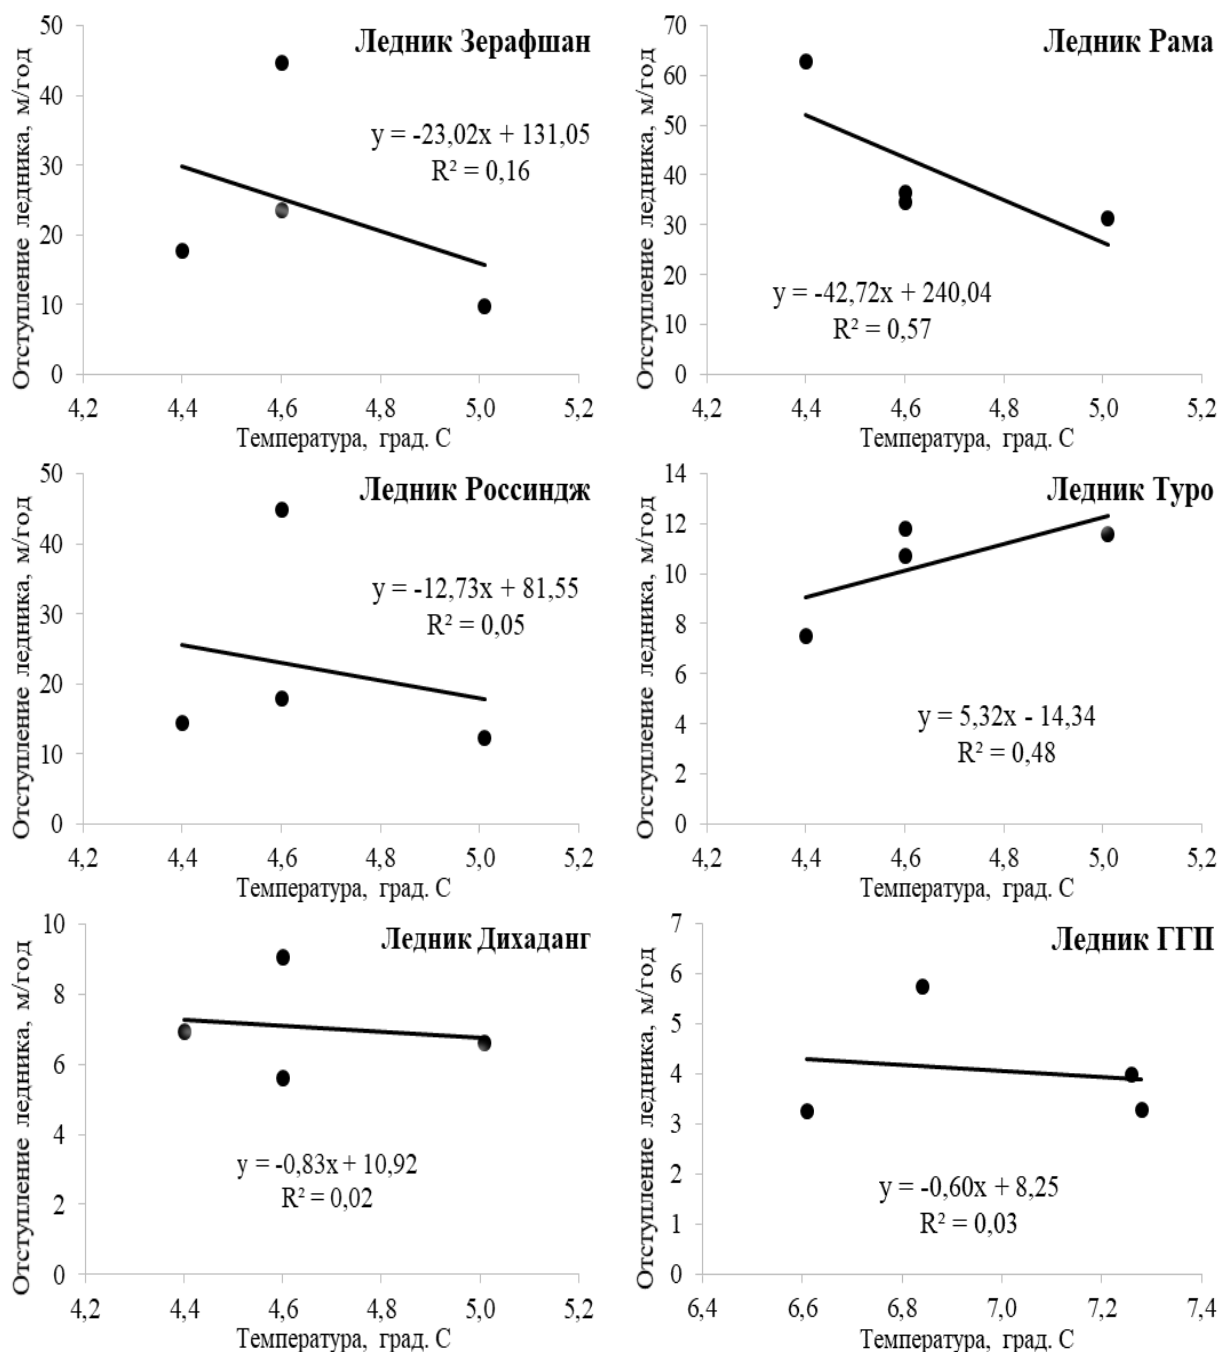 Ледник Зерафшан
Отступление ледника, м/год
50
40
30
20
10
0
y = -23,02x + 131,05
R² = 0,16
4,2 4,4 4,6 4,8 5,0 5,2
Температура, град. С
Ледник Рама
Отступление ледника, м/год
70
60
50
40
30
20
10
0
y = -42,72x + 240,04
R² = 0,57
4,2 4,4 4,6 4,8 5,0 5,2
Температура, град. С
Ледник Россиндж
Отступление ледника, м/год
50
40
30
20
10
0
y = -12,73x + 81,55
R² = 0,05
4,2 4,4 4,6 4,8 5,0 5,2
Температура, град. С
Ледник Туро
Отступление ледника, м/год
14
12
10
8
6
4
2
0
y = 5,32x - 14,34
R² = 0,48
4,2 4,4 4,6 4,8 5,0 5,2
Температура, град. С
Ледник Дихаданг
Отступление ледника, м/год
10
8
6
4
2
0
y = -0,83x + 10,92
R² = 0,02
4,2 4,4 4,6 4,8 5,0 5,2
Температура, град. С
Ледник ГГП
Отступление ледника, м/год
7
6
5
4
3
2
1
0
y = -0,60x + 8,25
R² = 0,03
6,4 6,6 6,8 7,0 7,2 7,4
Температура, град. С